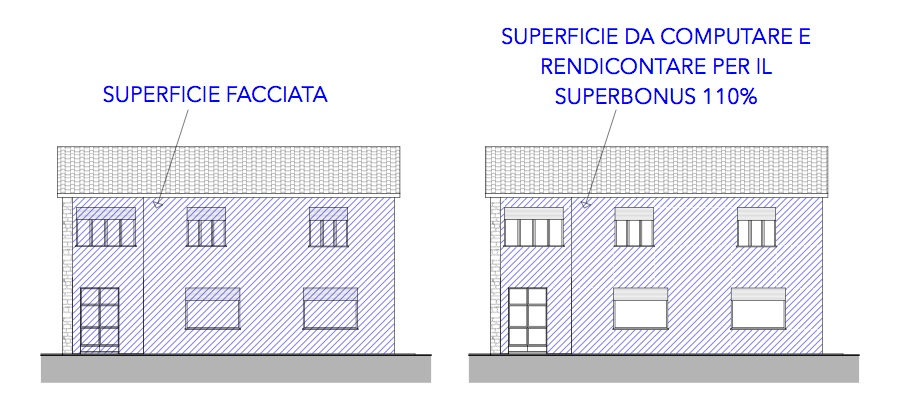 SUPERFICIE FACCIATA
SUPERFICIE DA COMPUTARE E
RENDICONTARE PER IL
SUPERBONUS 110%